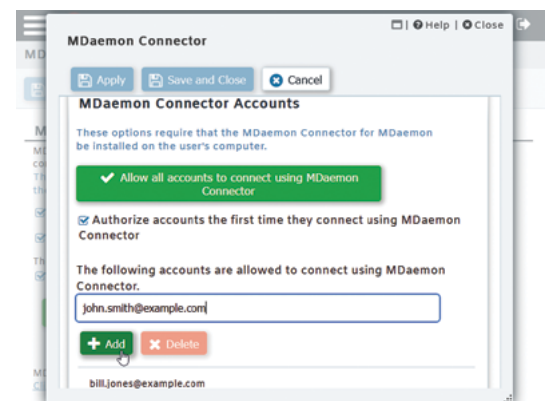 Help | Close
MDaemon Connector
MD
Apply Save and Close Cancel
MDaemon Connector Accounts
These options require that the MDaemon Connector for MDaemon
be installed on the user's computer.
Allow all accounts to connect using MDaemon
Connector
Authorize accounts the first time they connect using MDaemon
Connector
The following accounts are allowed to connect using MDaemon
Connector.
john.smith@example.com
Add Delete
bill.jones@example.com